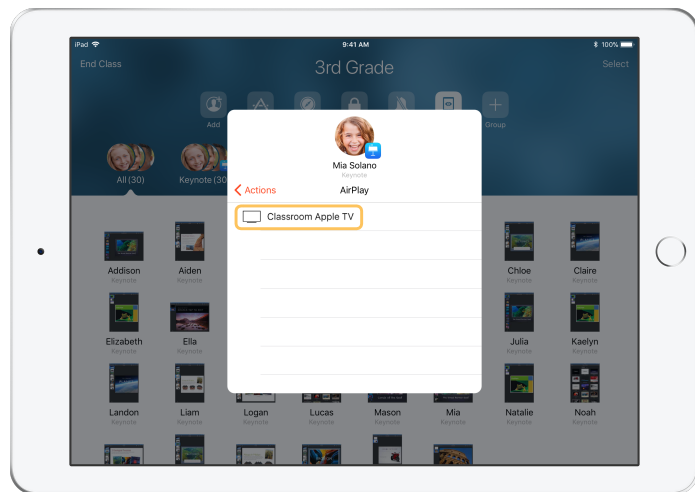 iPad 9:41 AM 100%
End Class 3rd Grade Select
Add Group
Mia Solano
Keynote
All (30) Keynote (30
Actions AirPlay
Classroom Apple TV
Addison Aiden Chloe Claire
Keynote Keynote Keynote Keynote
Elizabeth Ella Julia Kaelyn
Keynote Keynote Keynote Keynote
Landon Liam Logan Lucas Mason Mia Natalie Noah
Keynote Keynote Keynote Keynote Keynote Keynote Keynote Keynote